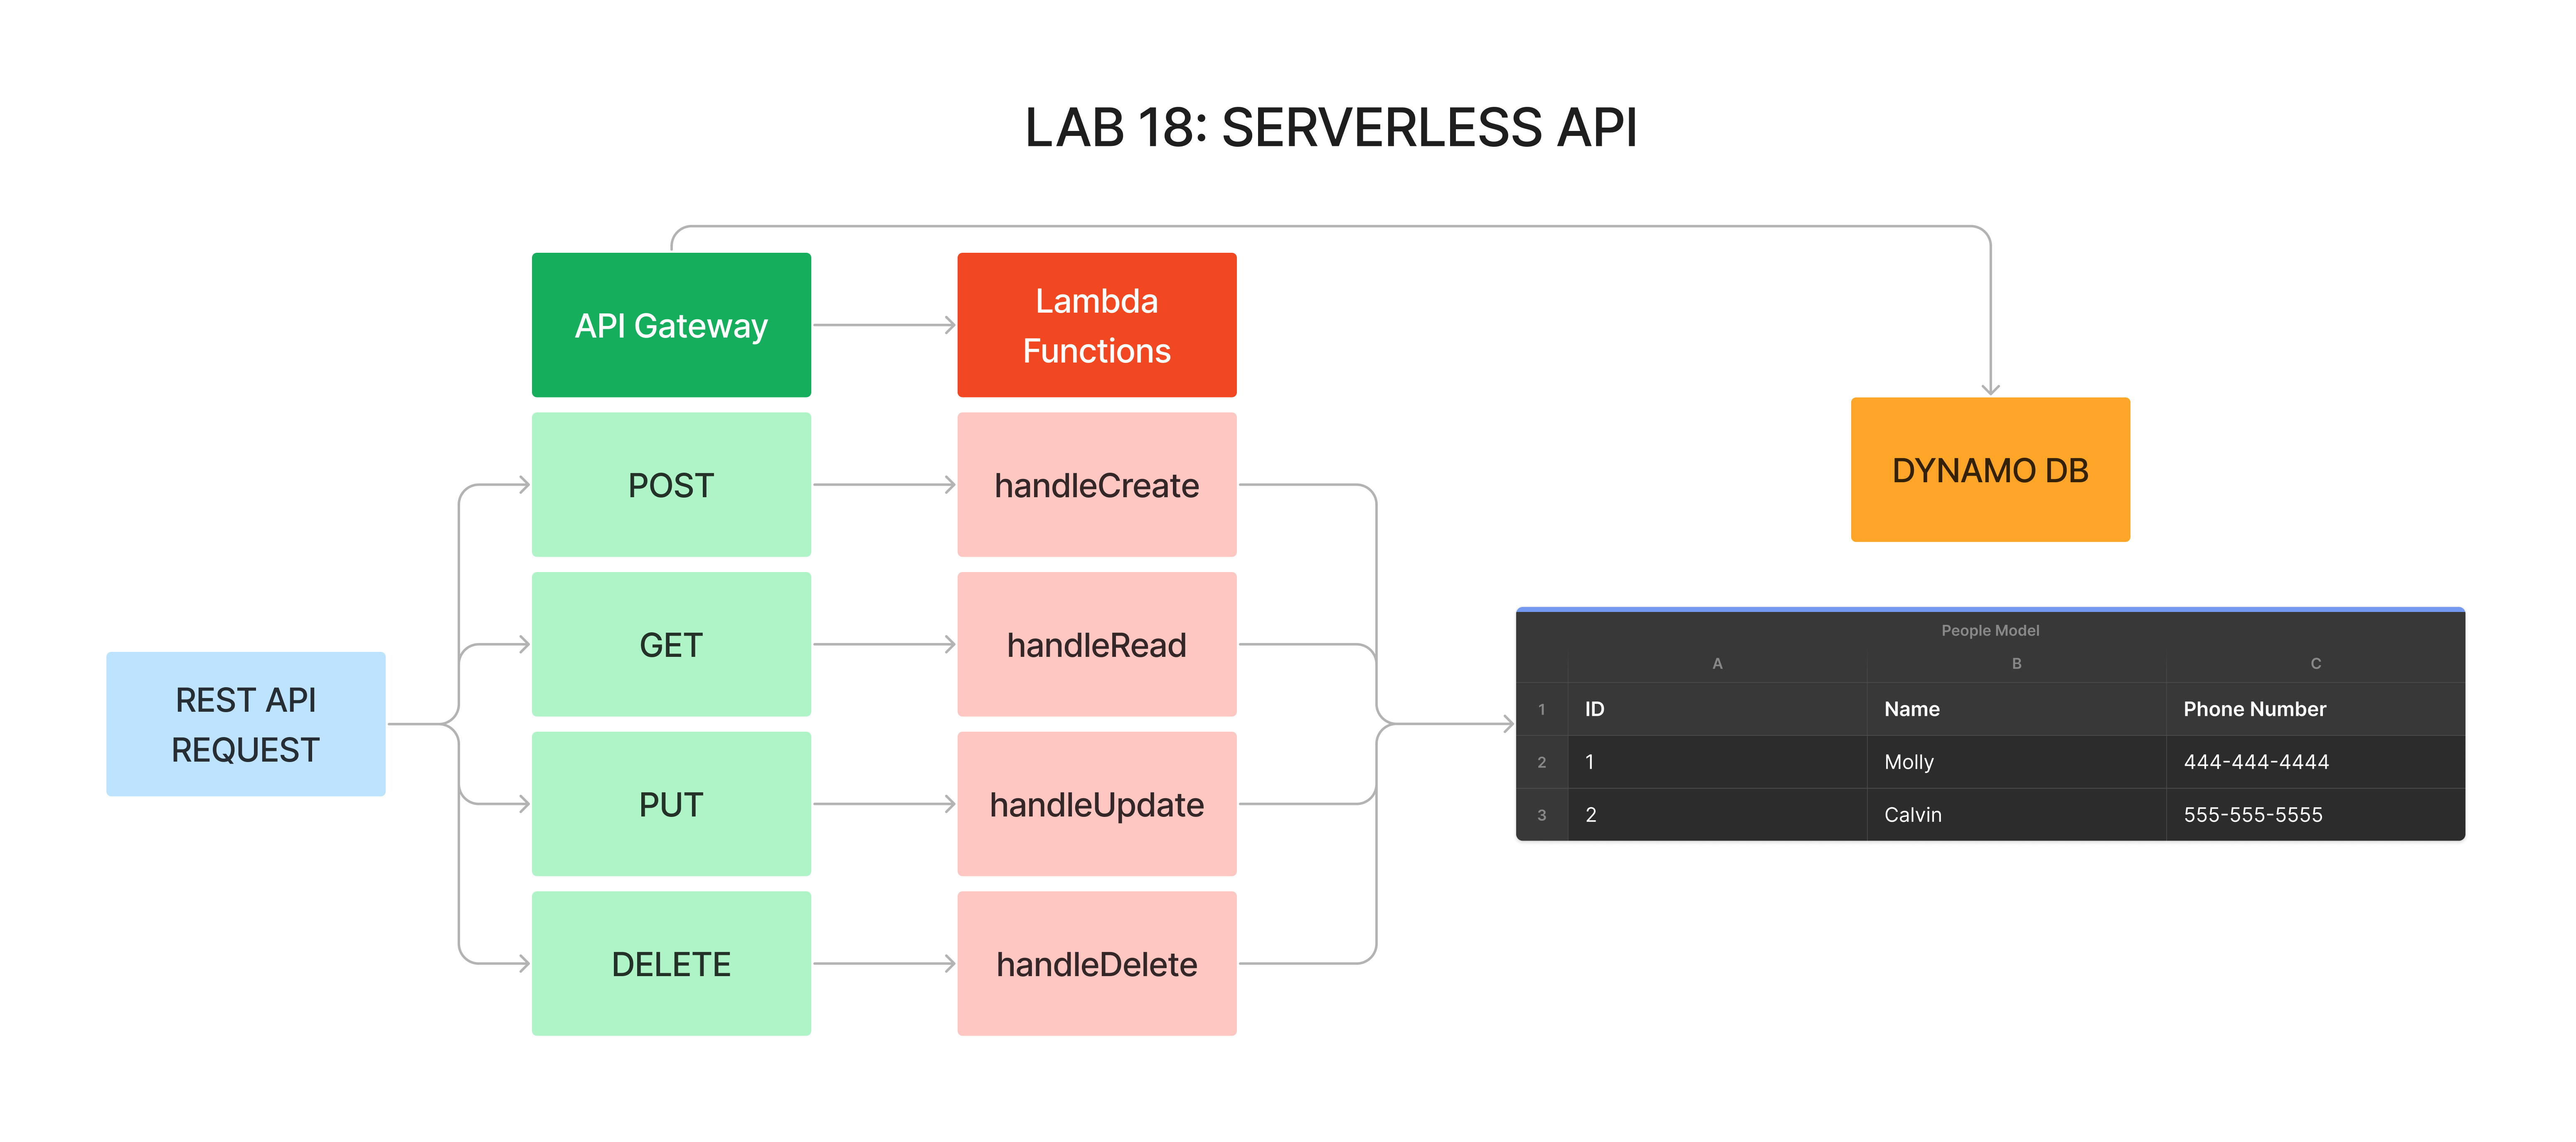 LAB 18: SERVERLESS API
API Gateway
Lambda
Functions
POST
handleCreate
DYNAMO DB
GET
handleRead
REST API
REQUEST
PUT
handleUpdate
DELETE
handleDelete
People Model
A B C
1 ID Name Phone Number
2 1 Molly 444-444-4444
3 2 Calvin 555-555-5555